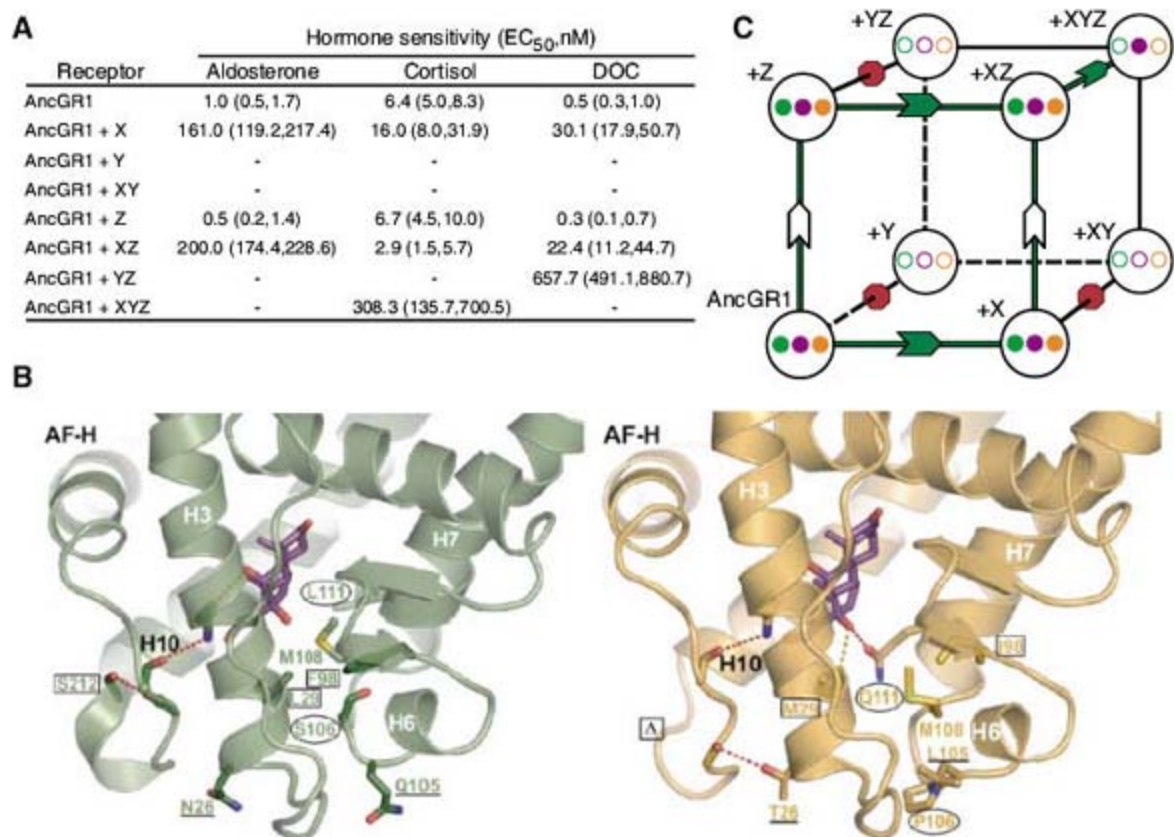 A
Hormone sensitivity (EC50,nM)
Receptor Aldosterone Cortisol DOC
AncGR1 1.0 (0.5,1.7) 6.4 (5.0,8.3) 0.5 (0.3,1.0)
AncGR1 + X 161.0 (119.2,217.4) 16.0 (8.0,31.9) 30.1 (17.9,50.7)
AncGR1 + Y - - -
AncGR1 + XY - - -
AncGR1 + Z 0.5 (0.2,1.4) 6.7 (4.5,10.0) 0.3 (0.1,0.7)
AncGR1 + XZ 200.0 (174.4,228.6) 2.9 (1.5,5.7) 22.4 (11.2,44.7)
AncGR1 + YZ - - 657.7 (491.1,880.7)
AncGR1 + XYZ - 308.3 (135.7,700.5) -
C
+YZ
+XYZ
+Z
+XZ
+Y
+XY
AncGR1
+X
B
AF-H
H3
H7
L111
H10
M108
S212
F98
L29
S106
H6
N26
Q105
AF-H
H3
H7
H10
I98
M29
Q111
Δ
M108
H6
L105
T26
P106